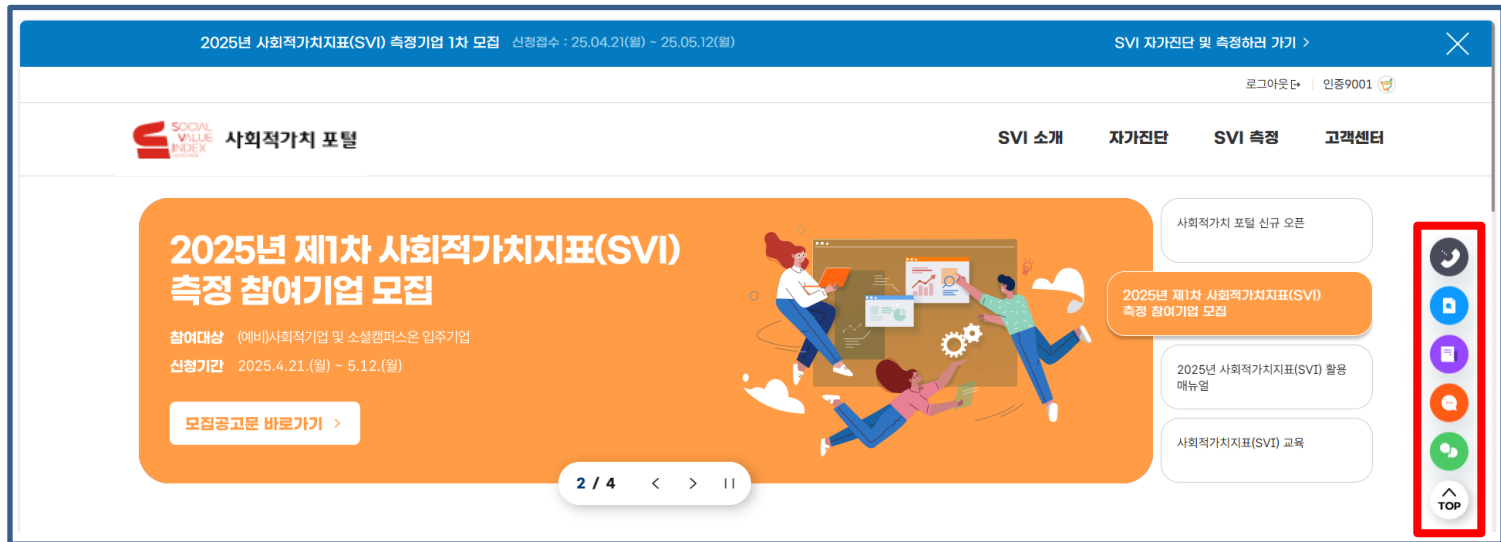 2025년 사회적가치지표(SVI) 측정기업 1차 모집 신청접수 : 25.04.21(월) ~ 25.05.12(월) SVI 자가진단 및 측정하러 가기 >
로그아웃 인증9001
SOCIAL
VALUE
INDEX
사회적가치 포털
SVI 소개 자가진단 SVI 측정 고객센터
2025년 제1차 사회적가치지표(SVI)
측정 참여기업 모집
참여대상 (예비)사회적기업 및 소셜캠퍼스온 입주기업
신청기간 2025.4.21.(월) ~ 5.12.(월)
모집공고문 바로가기 >
2 / 4 < >
사회적가치 포털 신규 오픈
2025년 제1차 사회적가치지표(SVI)
측정 참여기업 모집
2025년 사회적가치지표(SVI) 활용
매뉴얼
사회적가치지표(SVI) 교육
TOP